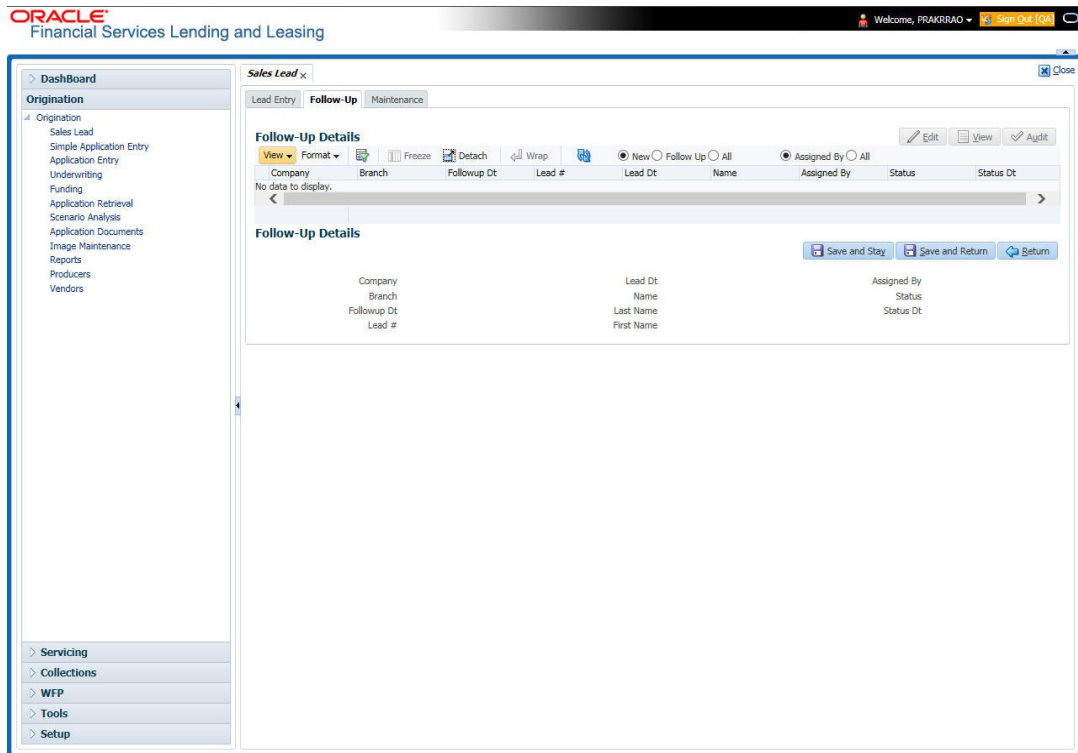 ORACLE
Financial Services Lending and Leasing
Welcome, PRAKRRAO
Sign Out [QA]
DashBoard
Origination
Origination
Sales Lead
Simple Application Entry
Application Entry
Underwriting
Funding
Application Retrieval
Scenario Analysis
Application Documents
Image Maintenance
Reports
Producers
Vendors
Servicing
Collections
WFP
Tools
Setup
Sales Lead
Close
Lead Entry Follow-Up Maintenance
Follow-Up Details
Edit View Audit
View Format Freeze Detach Wrap New Follow Up All Assigned By All
Company Branch Followup Dt Lead # Lead Dt Name Assigned By Status Status Dt
No data to display.
Follow-Up Details
Save and Stay Save and Return Return
Company Lead Dt Assigned By
Branch Name Status
Followup Dt Last Name Status Dt
Lead # First Name